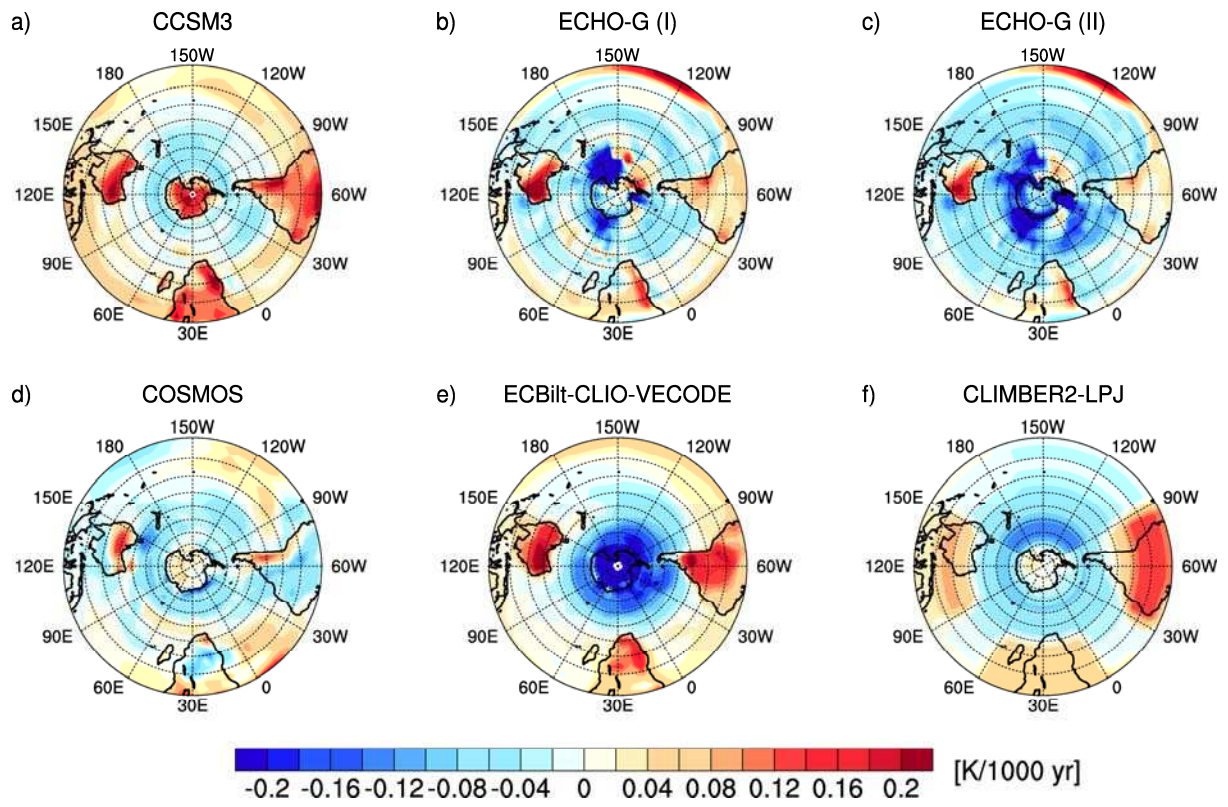 a) CCSM3 b) ECHO-G (I) c) ECHO-G (II)
150W 150W 150W
180 120W 180 120W 180 120W
150E 90W 150E 90W 150E 90W
120E 60W 120E 60W 120E 60W
90E 30W 90E 30W 90E 30W
60E 0 60E 0 60E 0
30E 30E 30E
d) COSMOS e) ECBilt-CLIO-VECODE f) CLIMBER2-LPJ
150W 150W 150W
180 120W 180 120W 180 120W
150E 90W 150E 90W 150E 90W
120E 60W 120E 60W 120E 60W
90E 30W 90E 30W 90E 30W
60E 0 60E 0 60E 0
30E 30E 30E
-0.2 -0.16 -0.12 -0.08 -0.04 0 0.04 0.08 0.12 0.16 0.2 [K/1000 yr]